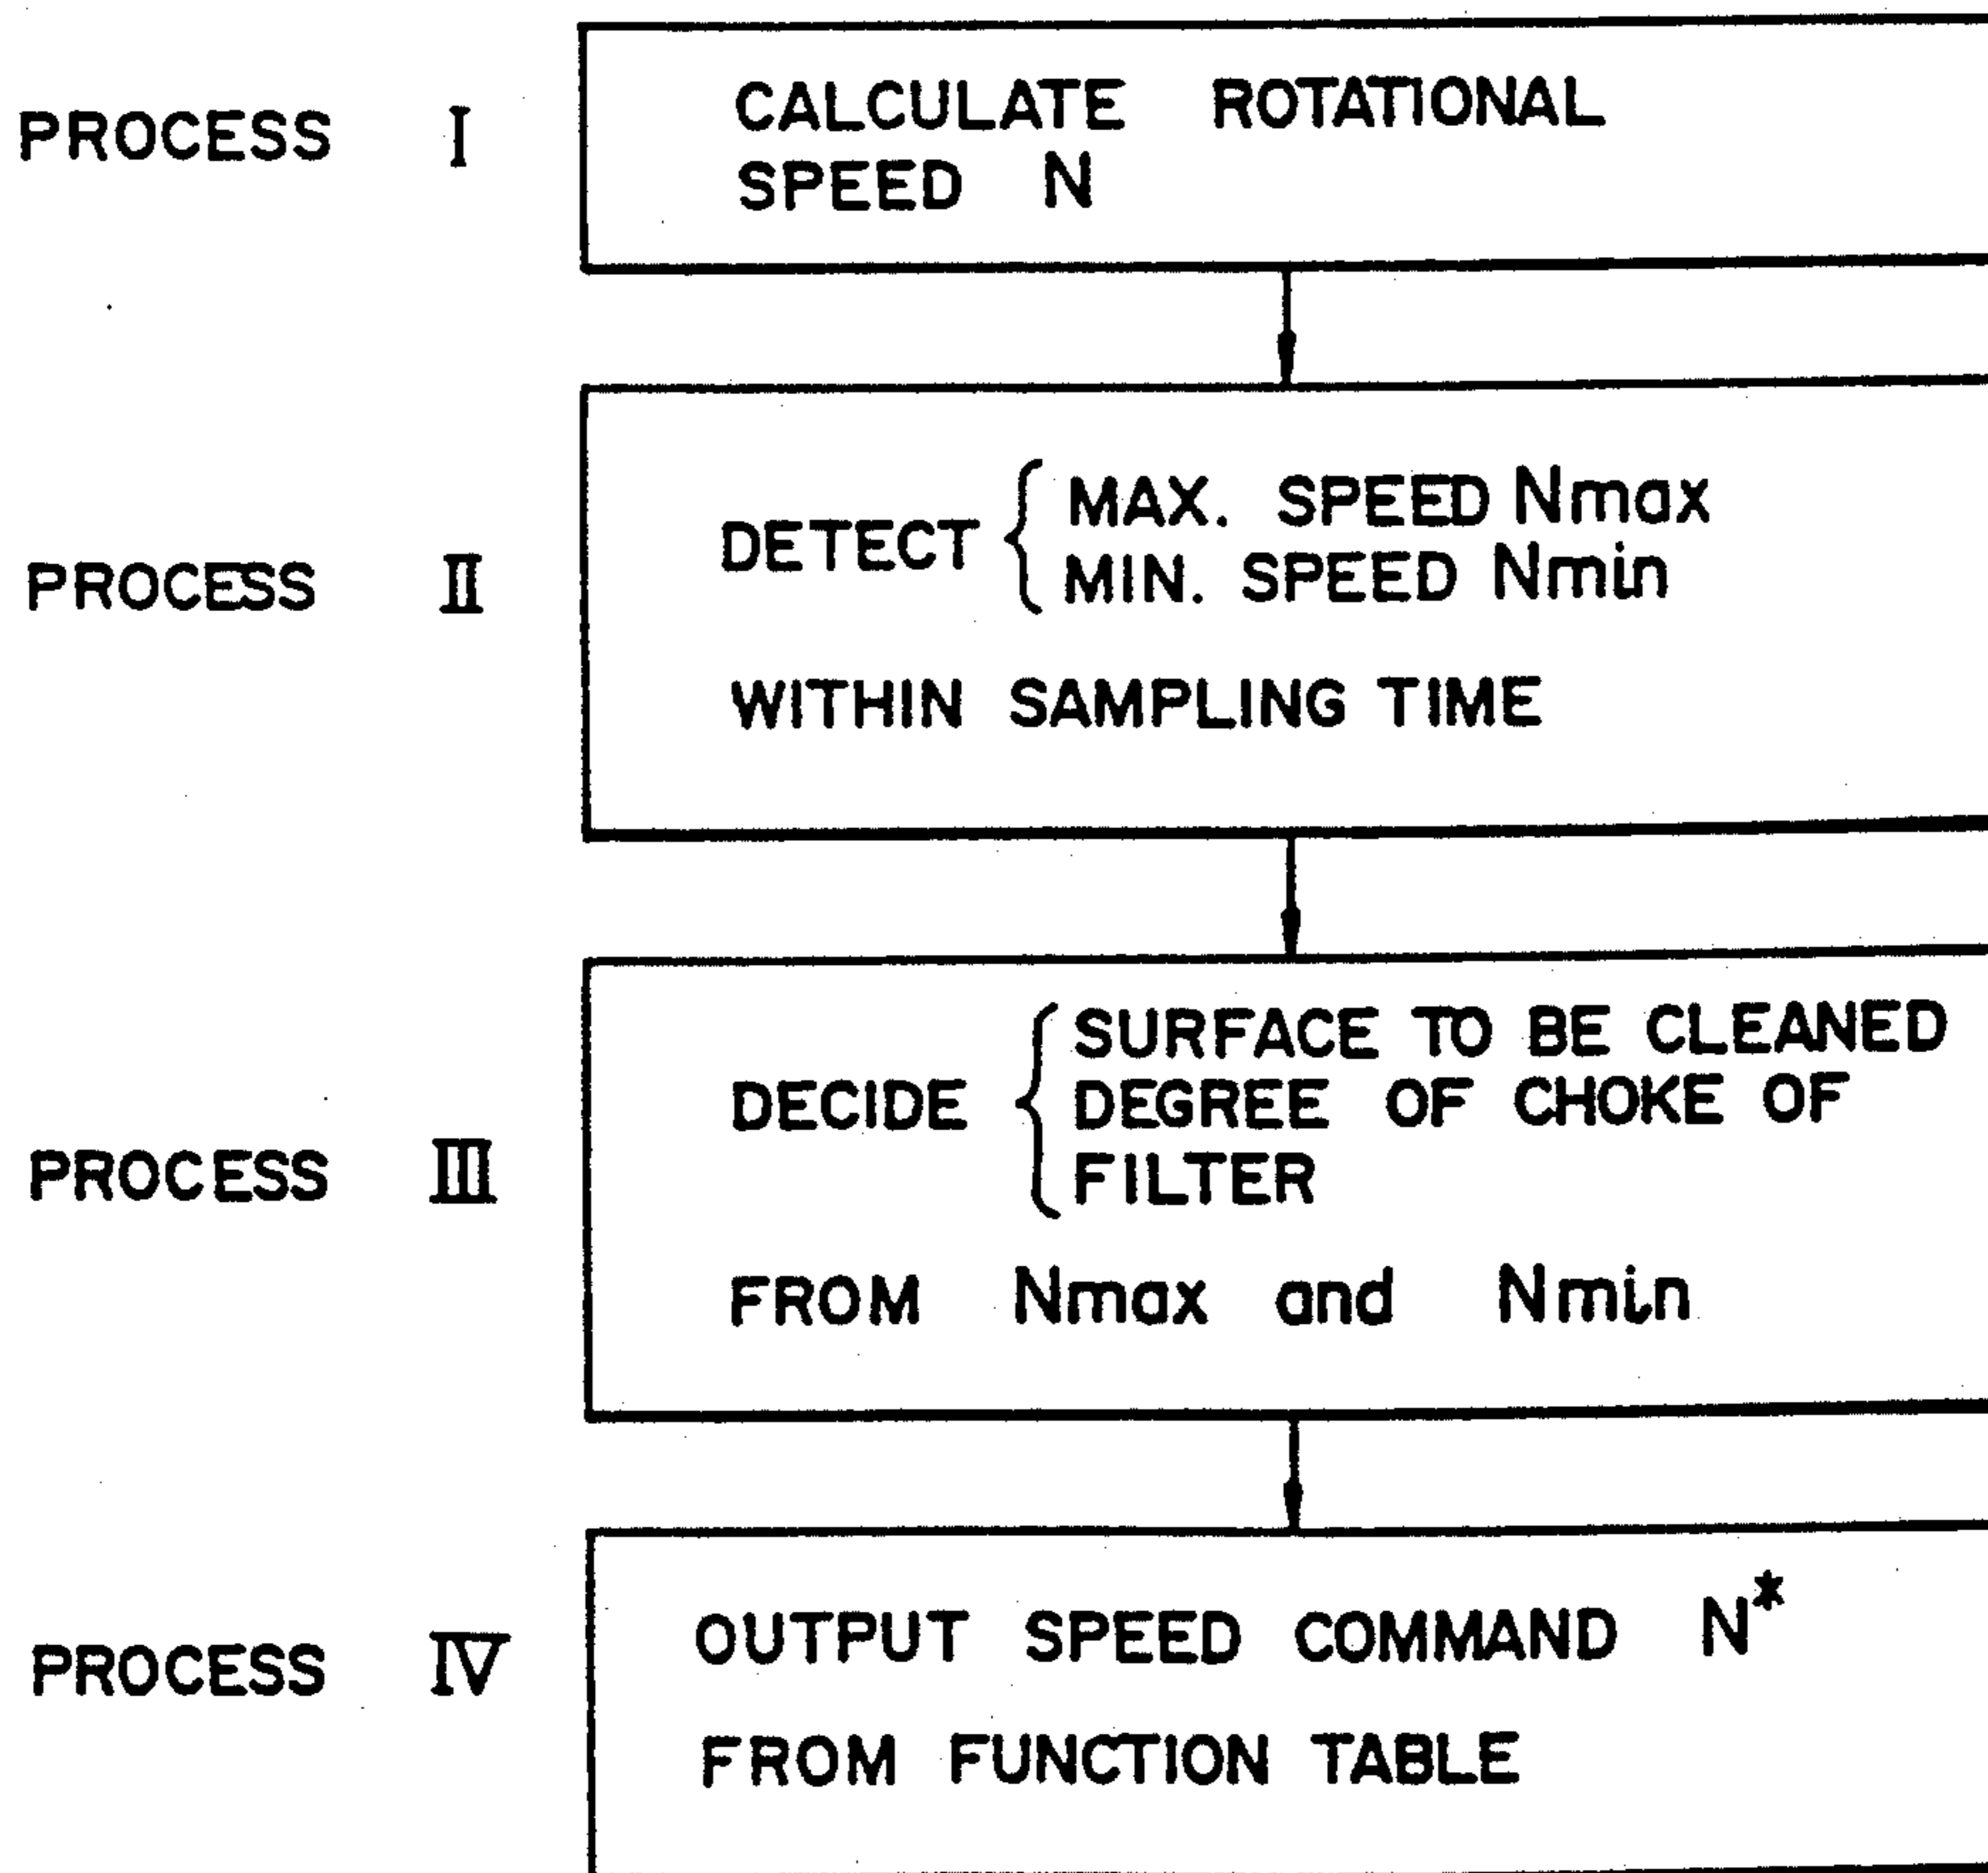 PROCESS I
CALCULATE ROTATIONAL
SPEED N
PROCESS II
DETECT
MAX. SPEED Nmax
MIN. SPEED Nmin
WITHIN SAMPLING TIME
PROCESS III
DECIDE
SURFACE TO BE CLEANED
DEGREE OF CHOKE OF
FILTER
FROM Nmax and Nmin
PROCESS IV
OUTPUT SPEED COMMAND N*
FROM FUNCTION TABLE